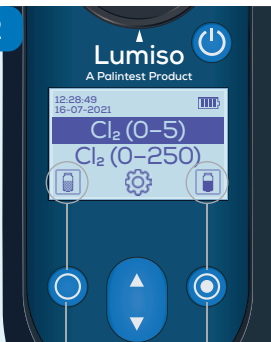 Lumiso
A Palintest Product
12:28:49
16-07-2021
Cl₂ (0–5)
Cl₂ (0–250)